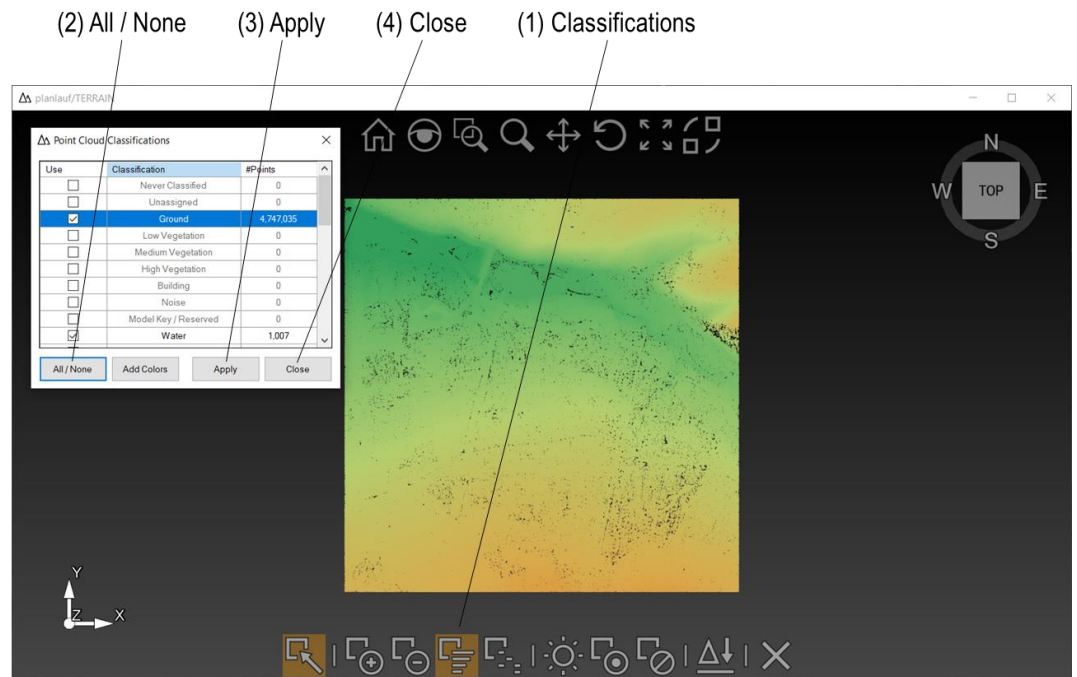 (2) All / None (3) Apply (4) Close (1) Classifications
planlauf/TERRAIN
Point Cloud Classifications
Use Classification #Points
Never Classified 0
Unassigned 0
Ground 4,747,035
Low Vegetation 0
Medium Vegetation 0
High Vegetation 0
Building 0
Noise 0
Model Key / Reserved 0
Water 1,007
All / None Add Colors Apply Close
N
W TOP E
S
Y
Z X